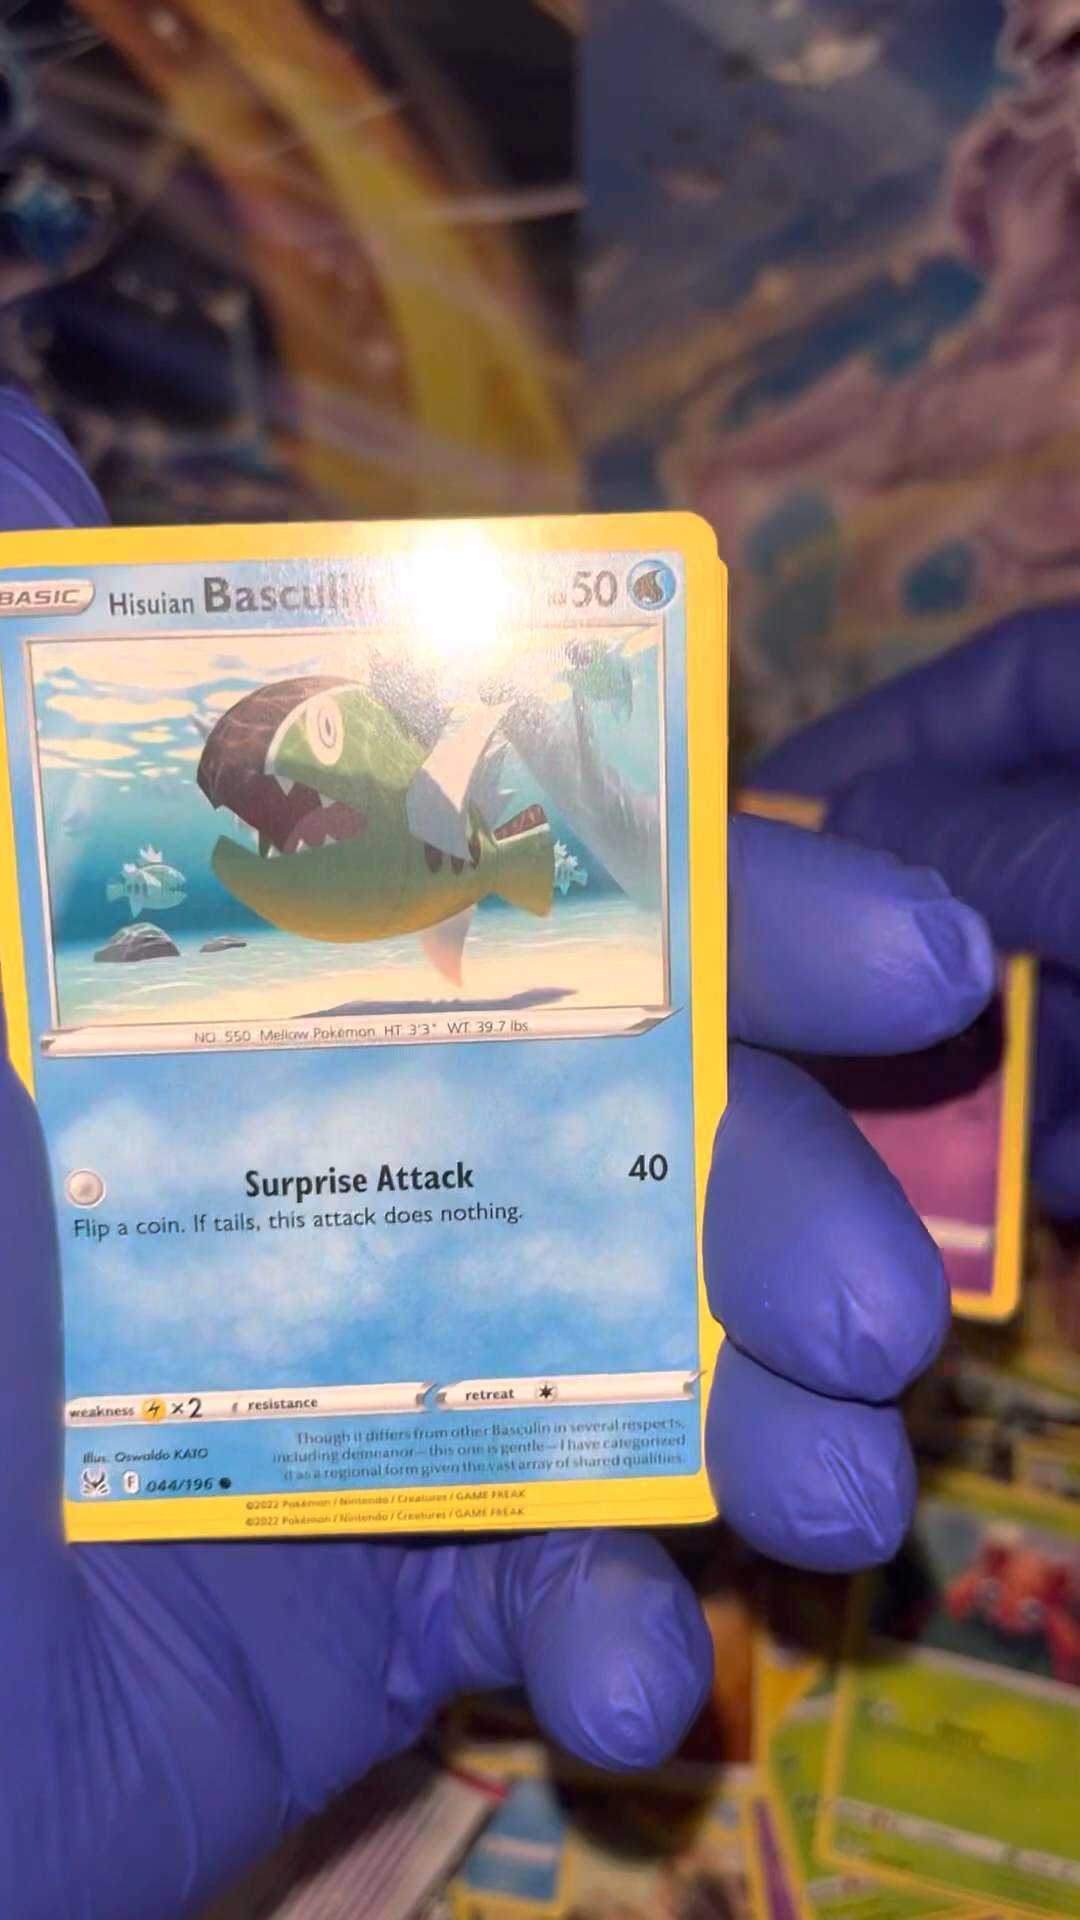 BASIC Hisuian Basculin 50
NO. 550 Mellow Pokémon HT 3'3" WT 39.7 lbs
Surprise Attack 40
Flip a coin. If tails, this attack does nothing.
weakness ×2 resistance retreat
Though it differs from other Basculin in several respects,
including demeanor—this one is gentle—I have categorized
it as a regional form given the vast array of shared qualities.
Illus. Oswaldo KATO
F 044/196
©2022 Pokémon / Nintendo / Creatures / GAME FREAK
©2022 Pokémon / Nintendo / Creatures / GAME FREAK